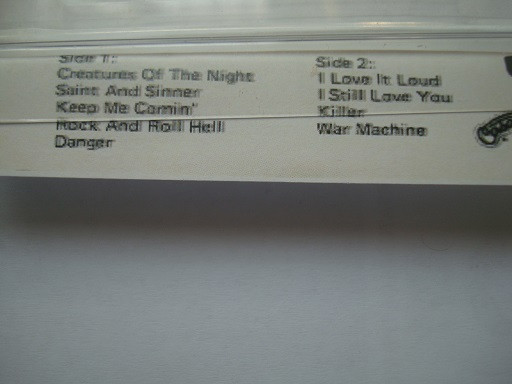 Side 1:
Creatures Of The Night
Saint And Sinner
Keep Me Comin'
Rock And Roll Hell
Danger
Side 2:
I Love It Loud
I Still Love You
Killer
War Machine